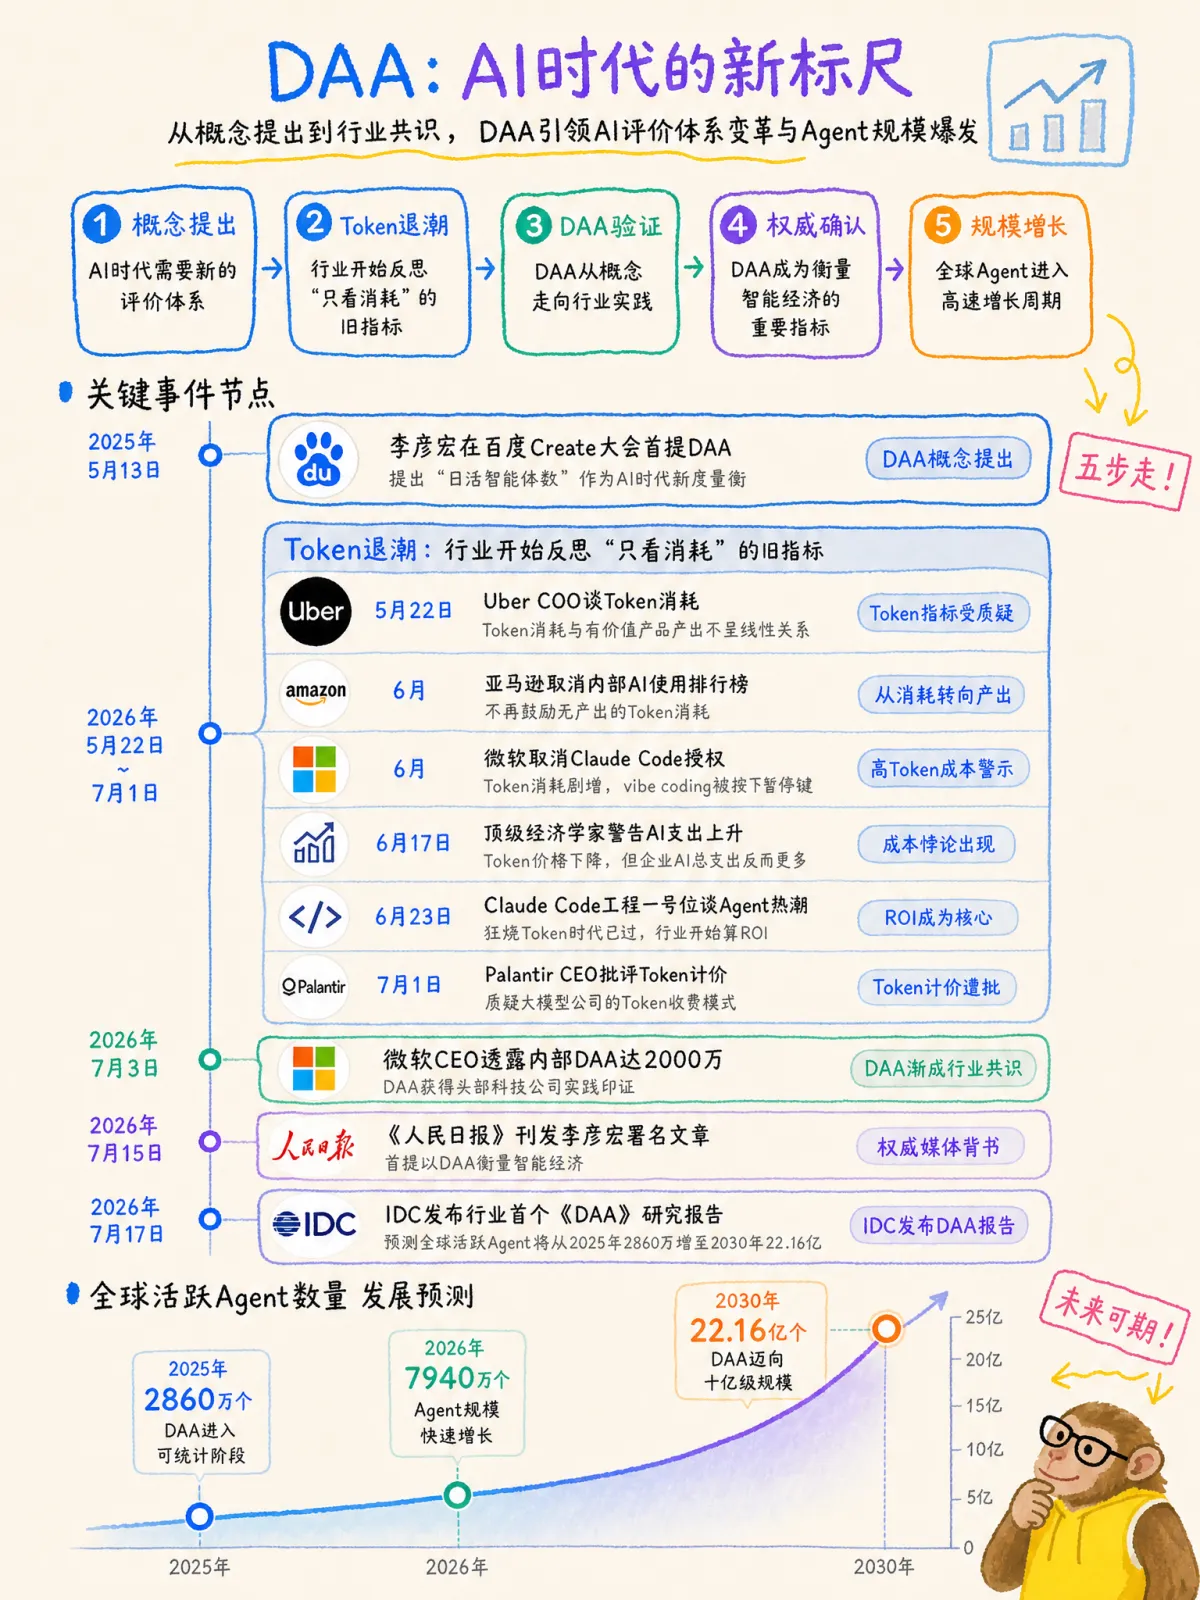 DAA：AI时代的新标尺
从概念提出到行业共识，DAA引领AI评价体系变革与Agent规模爆发
1 概念提出
AI时代需要新的
评价体系
2 Token退潮
行业开始反思
“只看消耗”的
旧指标
3 DAA验证
DAA从概念
走向行业实践
4 权威确认
DAA成为衡量
智能经济的
重要指标
5 规模增长
全球Agent进入
高速增长周期
关键事件节点
五步走！
2025年
5月13日
du
李彦宏在百度Create大会首提DAA
提出“日活智能体数”作为AI时代新度量衡
DAA概念提出
2026年
5月22日
~
7月1日
Token退潮：行业开始反思“只看消耗”的旧指标
Uber
5月22日
Uber COO谈Token消耗
Token消耗与有价值产品产出不呈线性关系
Token指标受质疑
amazon
6月
亚马逊取消内部AI使用排行榜
不再鼓励无产出的Token消耗
从消耗转向产出
6月
微软取消Claude Code授权
Token消耗剧增，vibe coding被按下暂停键
高Token成本警示
6月17日
顶级经济学家警告AI支出上升
Token价格下降，但企业AI总支出反而更多
成本悖论出现
</>
6月23日
Claude Code工程一号位谈Agent热潮
狂烧Token时代已过，行业开始算ROI
ROI成为核心
Palantir
7月1日
Palantir CEO批评Token计价
质疑大模型公司的Token收费模式
Token计价遭批
2026年
7月3日
微软CEO透露内部DAA达2000万
DAA获得头部科技公司实践印证
DAA渐成行业共识
2026年
7月15日
人民日报
《人民日报》刊发李彦宏署名文章
首提以DAA衡量智能经济
权威媒体背书
2026年
7月17日
IDC
IDC发布行业首个《DAA》研究报告
预测全球活跃Agent将从2025年2860万增至2030年22.16亿
IDC发布DAA报告
全球活跃Agent数量 发展预测
未来可期！
2025年
2860万个
DAA进入
可统计阶段
2026年
7940万个
Agent规模
快速增长
2030年
22.16亿个
DAA迈向
十亿级规模
25亿
20亿
15亿
10亿
5亿
0
2025年
2026年
2030年